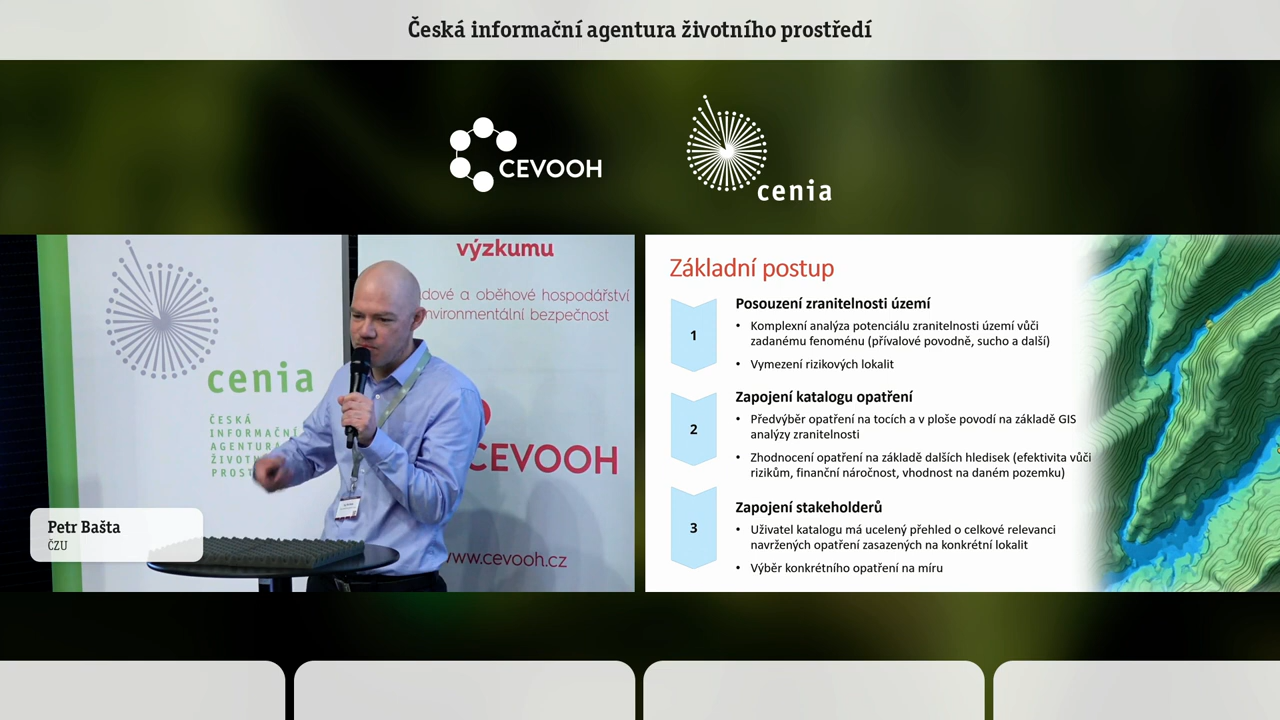 Česká informační agentura životního prostředí
CEVOOH
cenia
výzkumu
dové a oběhové hospodářství
nvironmentální bezpečnost
cenia
ČESKÁ
INFORMAČNÍ
AGENTURA
ŽIVOTN
PROST
CEVOOH
www.cevooh.cz
Petr Bašta
ČZU
Základní postup
1
Posouzení zranitelnosti území
• Komplexní analýza potenciálu zranitelnosti území vůči
zadanému fenoménu (přívalové povodně, sucho a další)
• Vymezení rizikových lokalit
2
Zapojení katalogu opatření
• Předvýběr opatření na tocích a v ploše povodí na základě GIS
analýzy zranitelnosti
• Zhodnocení opatření na základě dalších hledisek (efektivita vůči
rizikům, finanční náročnost, vhodnost na daném pozemku)
3
Zapojení stakeholderů
• Uživatel katalogu má ucelený přehled o celkové relevanci
navržených opatření zasazených na konkrétní lokalit
• Výběr konkrétního opatření na míru